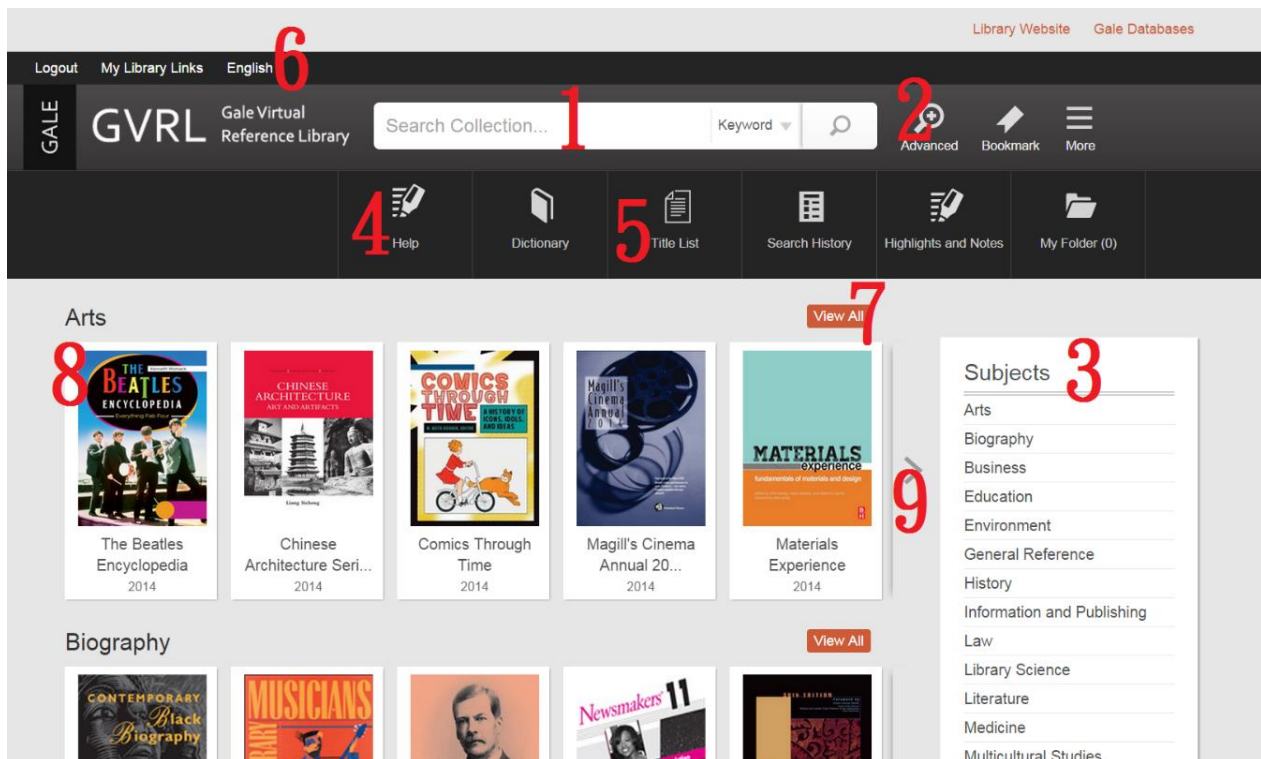 Library Website Gale Databases
6
Logout My Library Links English
GALE
GVRL
Gale Virtual
Reference Library
Search Collection...
1
Keyword
2
Advanced
Bookmark
More
4
Help
Dictionary
5
Title List
Search History
Highlights and Notes
My Folder (0)
Arts
View All
7
8
THE
BEATLES
ENCYCLOPEDIA
Everything Fab Four
CHINESE
ARCHITECTURE
ART AND ARTIFACTS
Liang Sicheng
COMICS
THROUGH
TIME
A HISTORY OF
ICONS, IDOLS,
AND IDEAS
Magill's
Cinema
Annual
2014
MATERIALS
experience
fundamentals of materials and design
The Beatles
Encyclopedia
2014
Chinese
Architecture Seri...
2014
Comics Through
Time
2014
Magill's Cinema
Annual 20...
2014
Materials
Experience
2014
9
Subjects
3
Arts
Biography
Business
Education
Environment
General Reference
History
Information and Publishing
Law
Library Science
Literature
Medicine
Multicultural Studies
Biography
View All
CONTEMPORARY
Black
Biography
MUSICIANS
Newsmakers 11